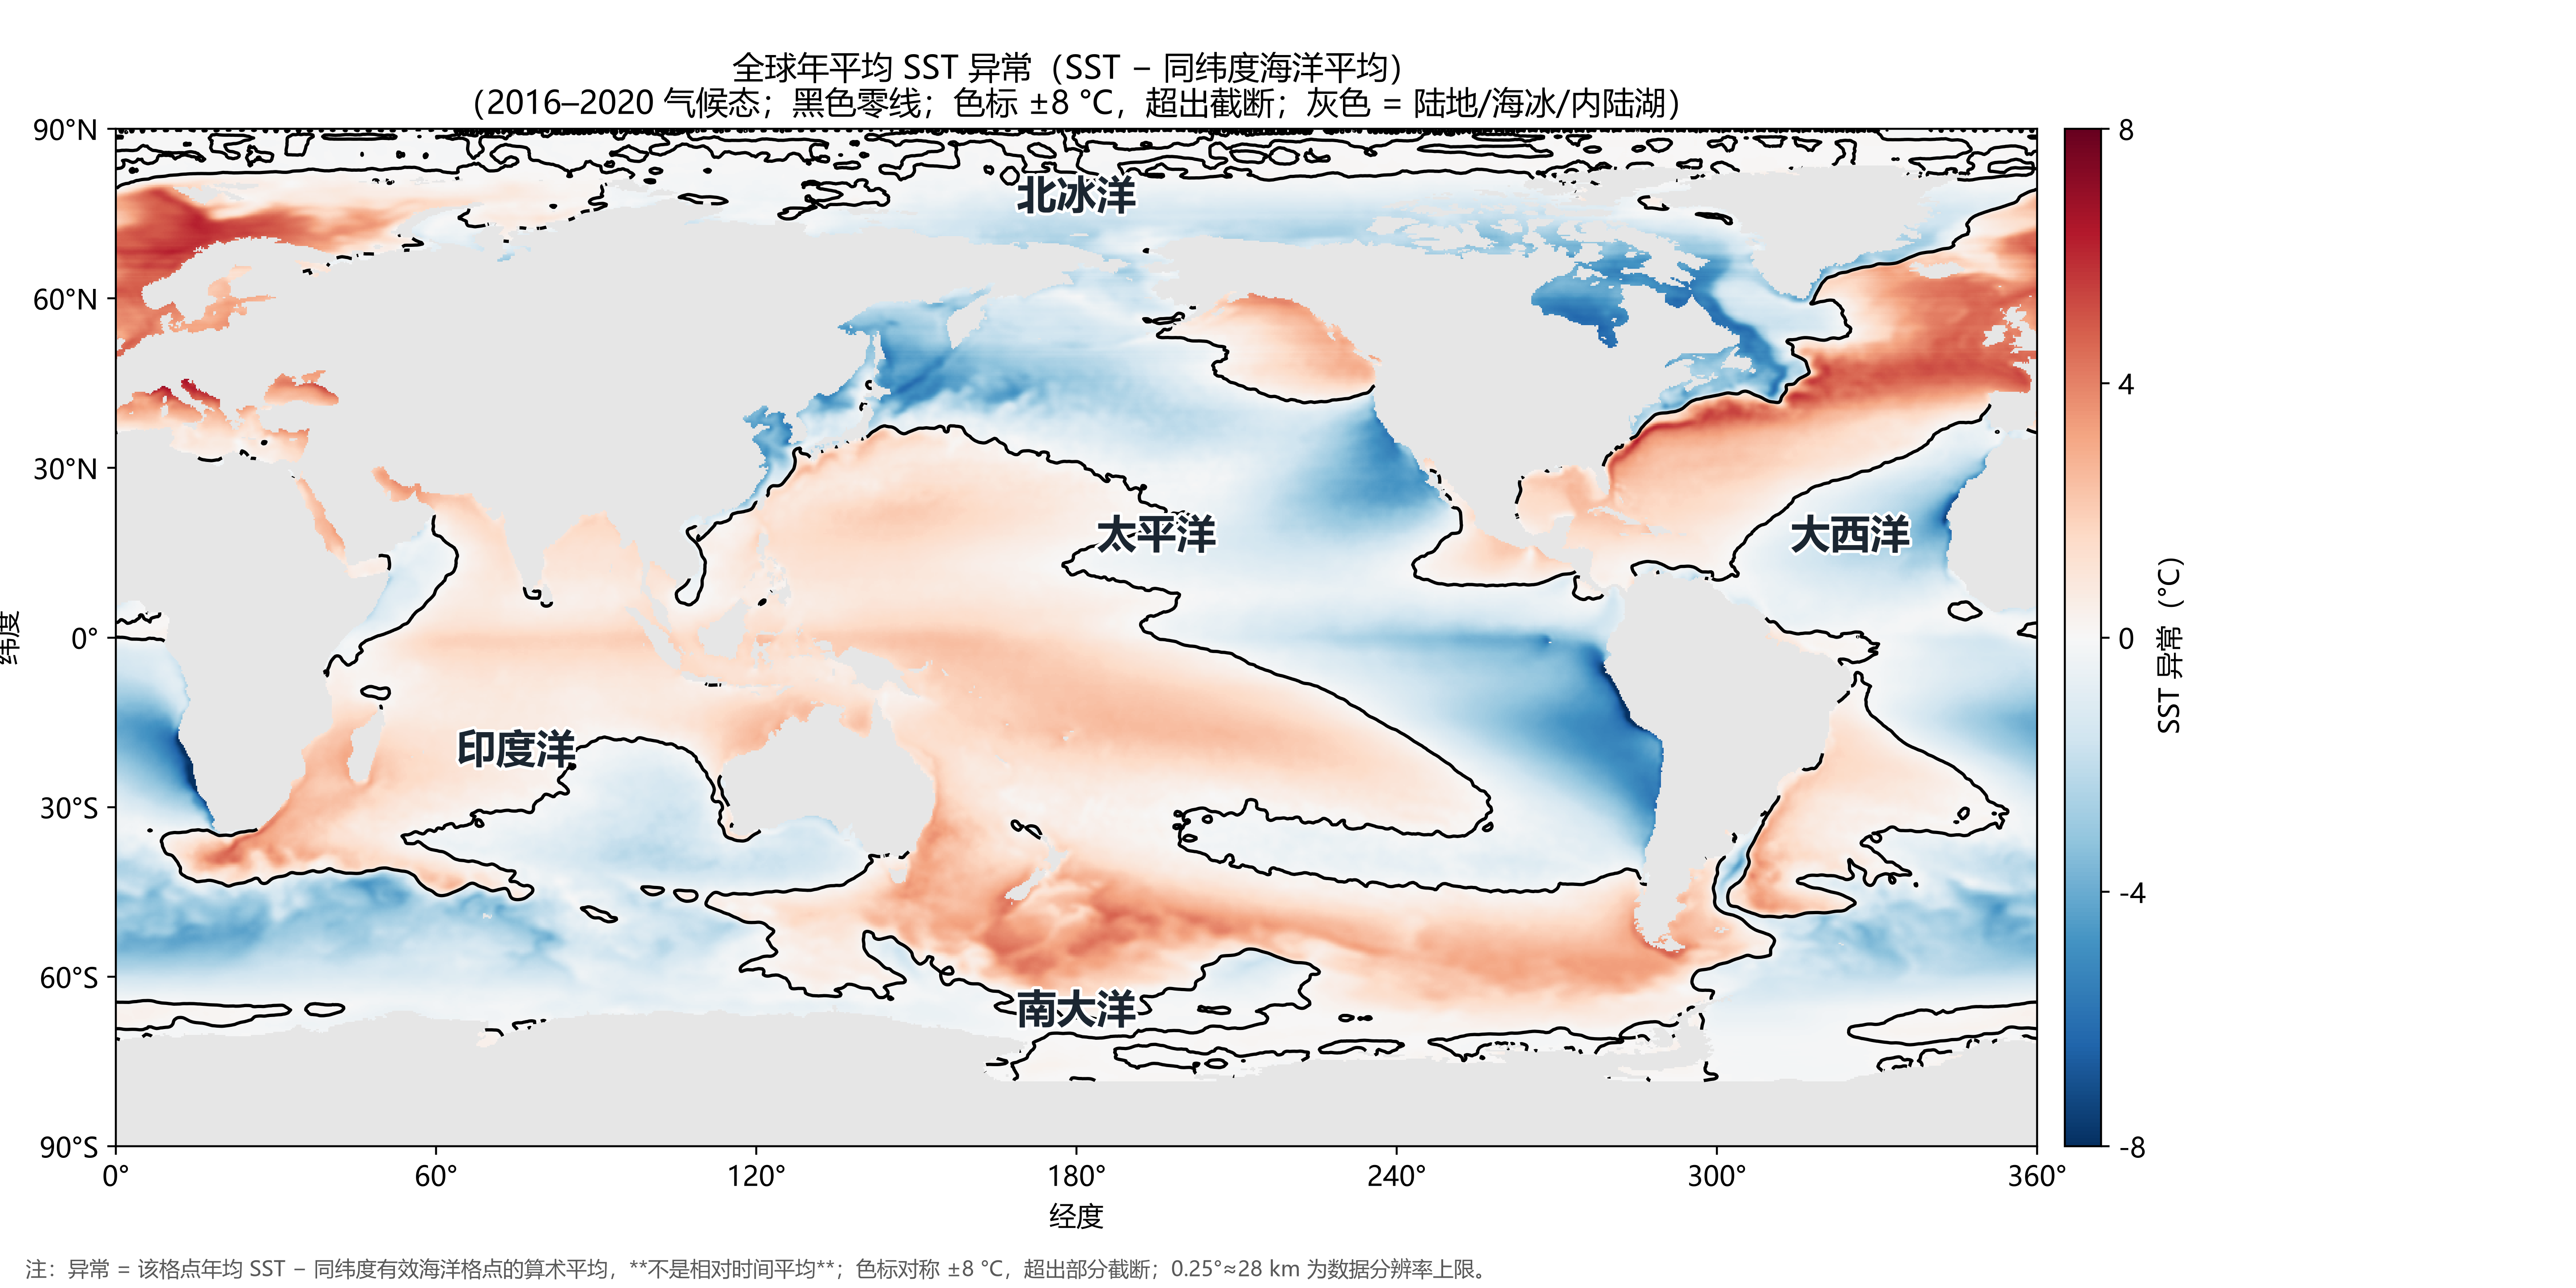 全球年平均 SST 异常（SST − 同纬度海洋平均）
（2016–2020 气候态；黑色零线；色标 ±8 °C，超出截断；灰色 = 陆地/海冰/内陆湖）
90°N
60°N
30°N
0°
30°S
60°S
90°S
纬度
北冰洋
太平洋
大西洋
印度洋
南大洋
0°
60°
120°
180°
240°
300°
360°
经度
8
4
0
-4
-8
SST 异常（°C）
注：异常 = 该格点年均 SST − 同纬度有效海洋格点的算术平均，**不是相对时间平均**；色标对称 ±8 °C，超出部分截断；0.25°≈28 km 为数据分辨率上限。